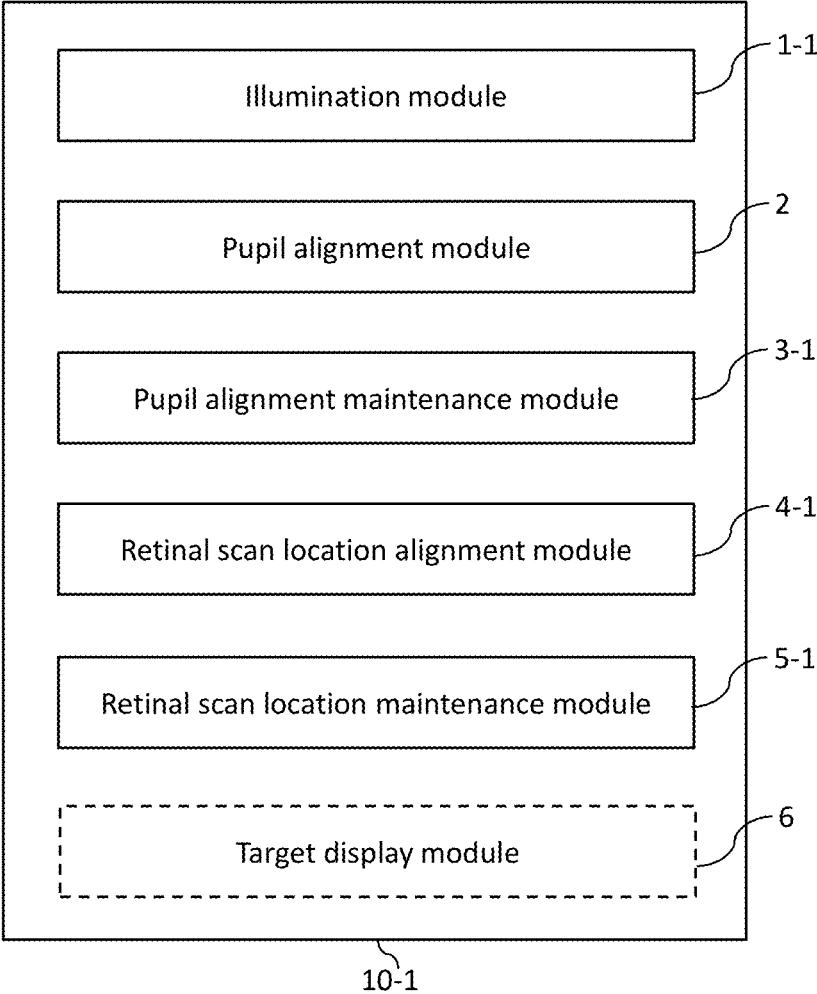 Illumination module
1-1
Pupil alignment module
2
Pupil alignment maintenance module
3-1
Retinal scan location alignment module
4-1
Retinal scan location maintenance module
5-1
Target display module
6
10-1